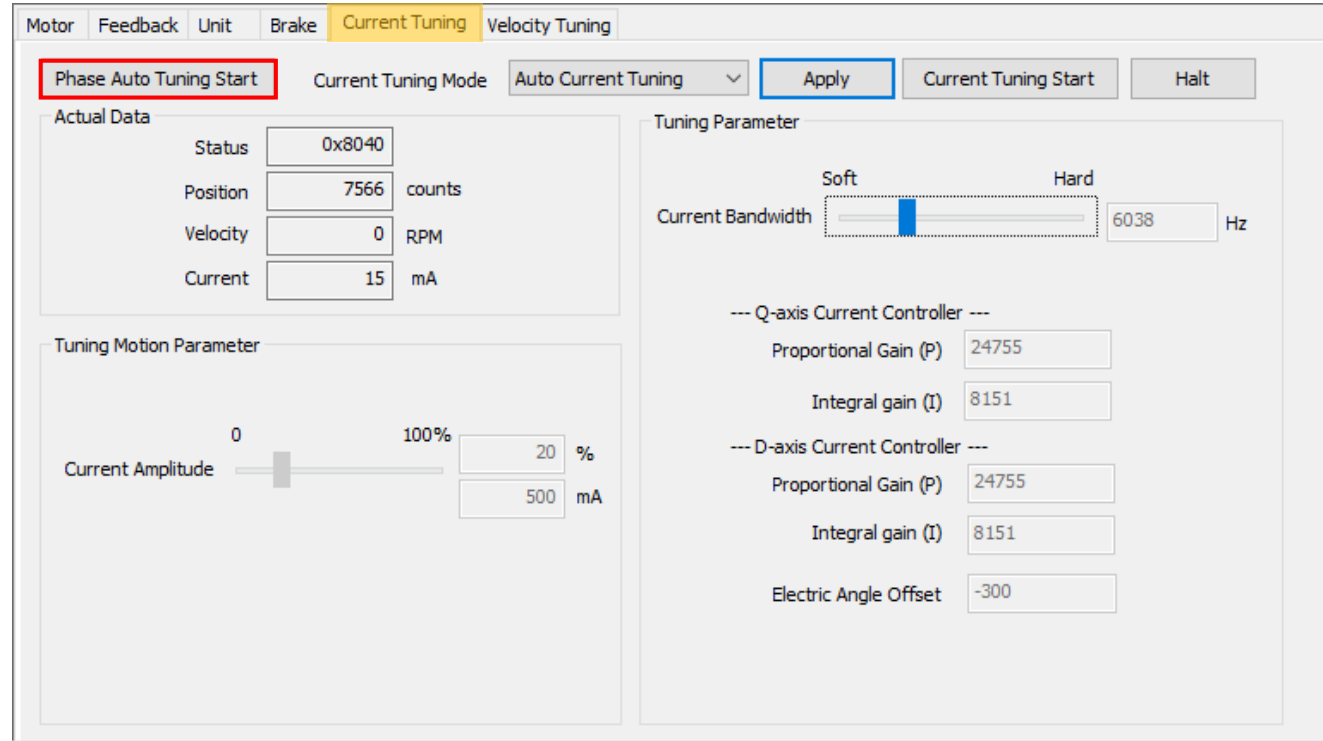 Motor Feedback Unit Brake Current Tuning Velocity Tuning
Phase Auto Tuning Start Current Tuning Mode Auto Current Tuning Apply Current Tuning Start Halt
Actual Data
Status 0x8040
Position 7566 counts
Velocity 0 RPM
Current 15 mA
Tuning Motion Parameter
0 100%
Current Amplitude 20 %
500 mA
Tuning Parameter
Soft Hard
Current Bandwidth 6038 Hz
--- Q-axis Current Controller ---
Proportional Gain (P) 24755
Integral gain (I) 8151
--- D-axis Current Controller ---
Proportional Gain (P) 24755
Integral gain (I) 8151
Electric Angle Offset -300